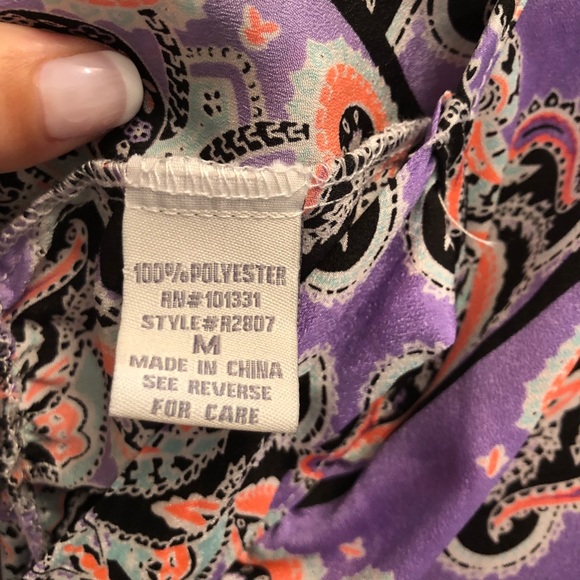 100% POLYESTER
RN#101331
STYLE#R2807
M
MADE IN CHINA
SEE REVERSE
FOR CARE